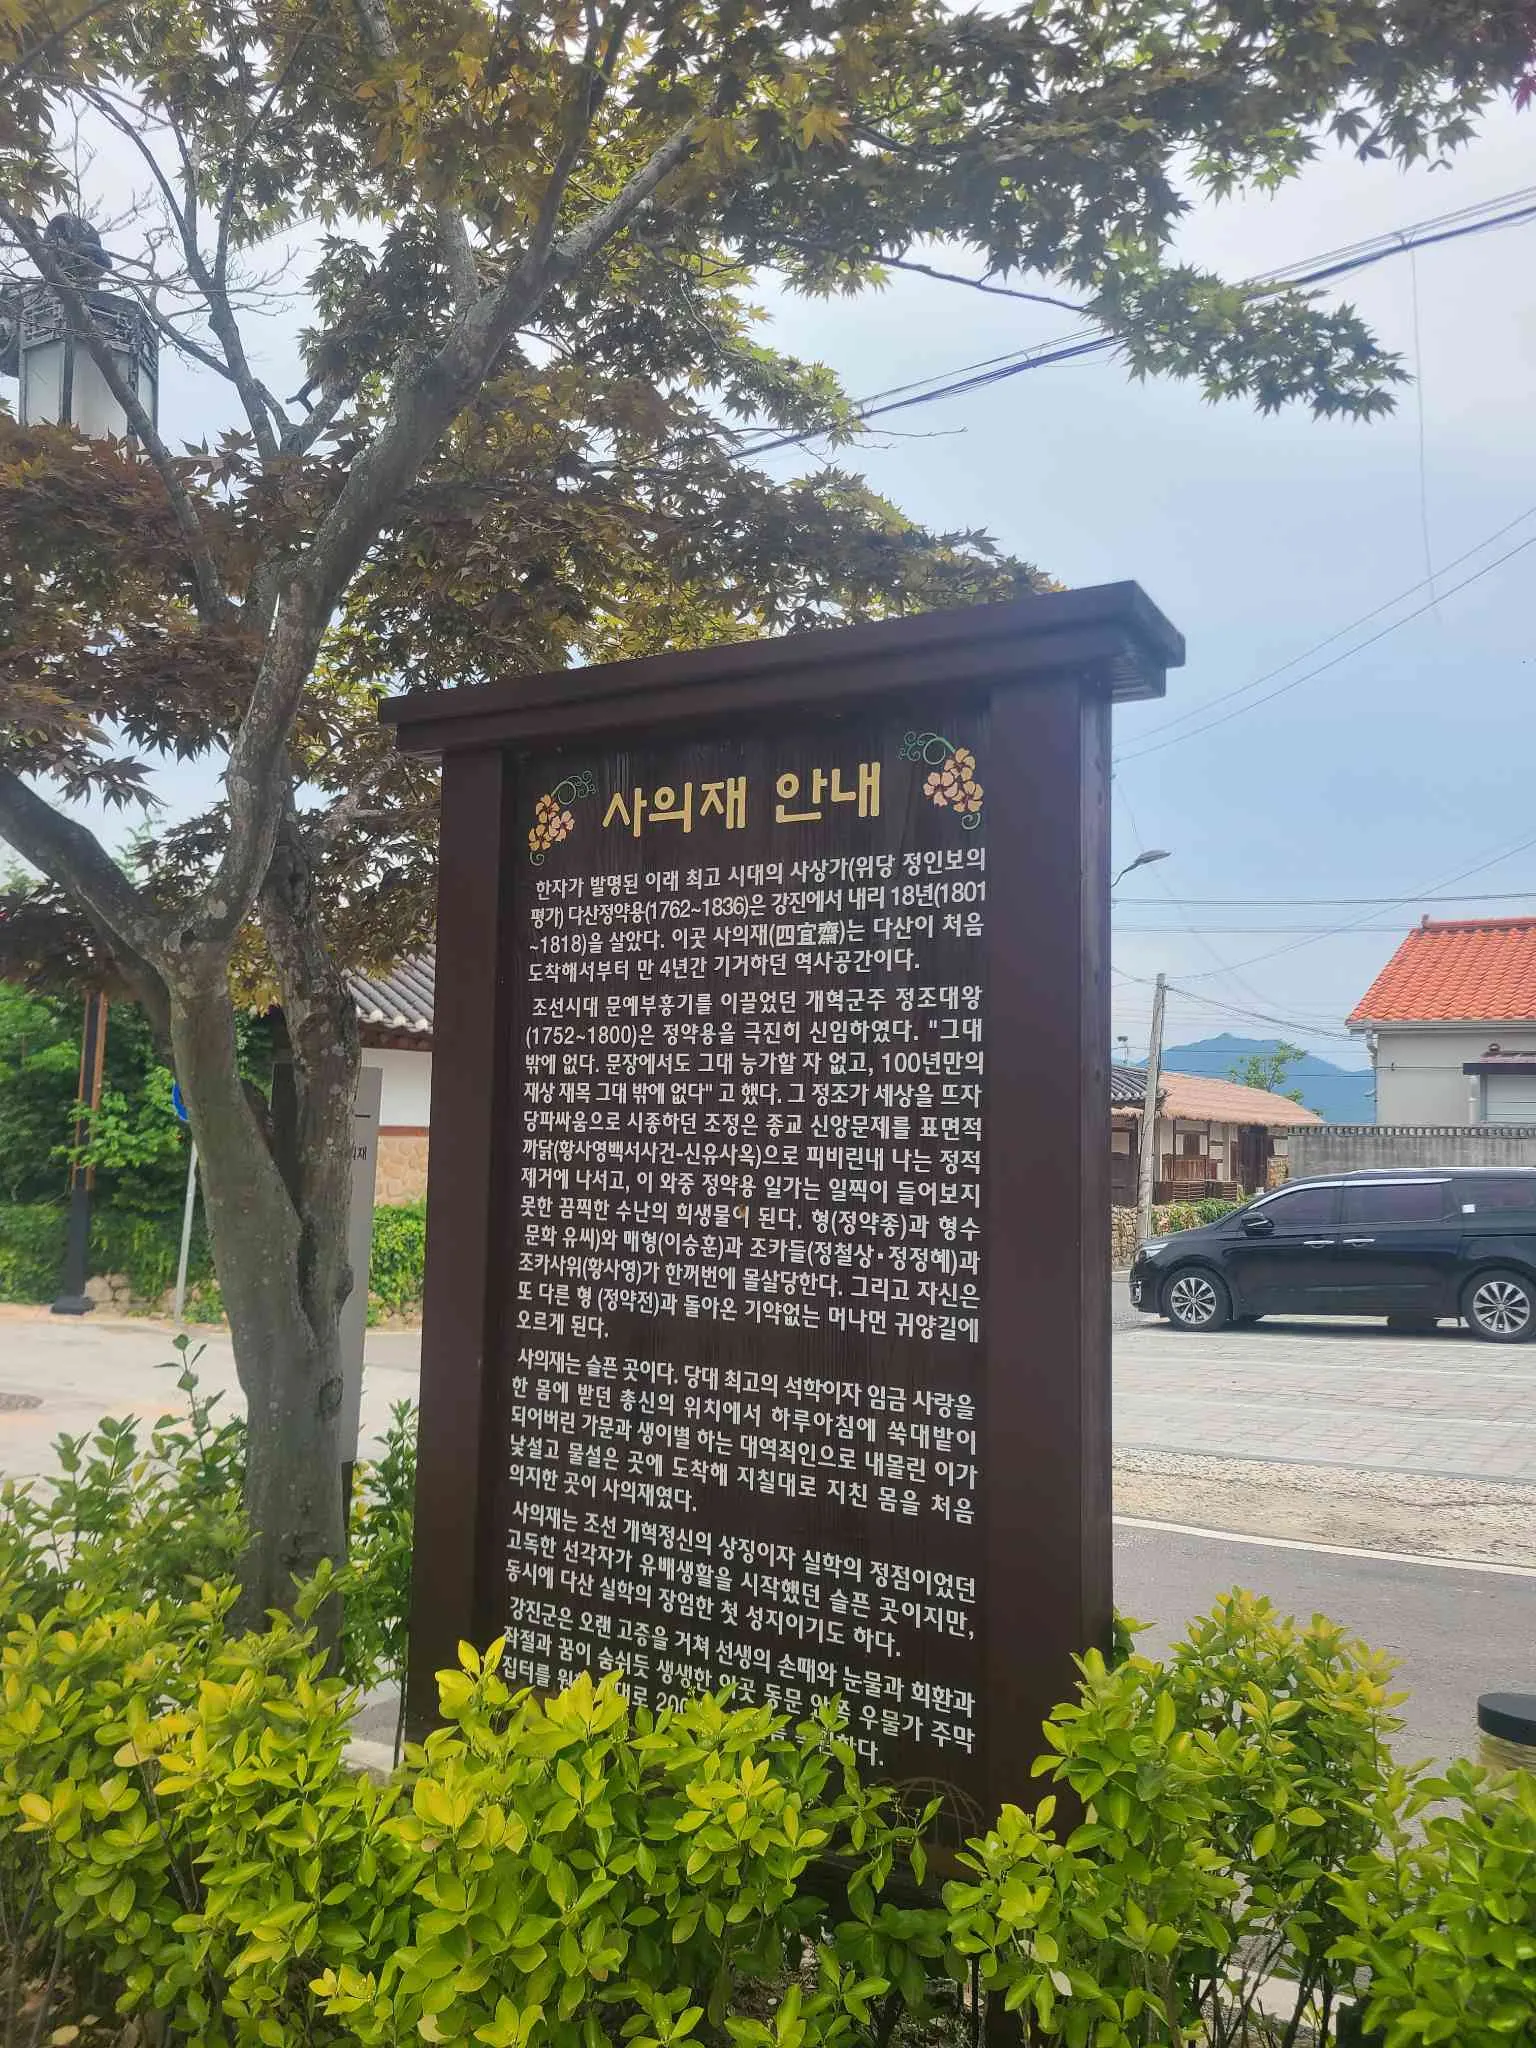 사의재 안내
한자가 발명된 이래 최고 시대의 사상가(위당 정인보의
평가) 다산정약용(1762~1836)은 강진에서 내리 18년(1801
~1818)을 살았다. 이곳 사의재(四宜齋)는 다산이 처음
도착해서부터 만 4년간 기거하던 역사공간이다.
조선시대 문예부흥기를 이끌었던 개혁군주 정조대왕
(1752~1800)은 정약용을 극진히 신임하였다. "그대
밖에 없다. 문장에서도 그대 능가할 자 없고, 100년만의
재상 재목 그대 밖에 없다" 고 했다. 그 정조가 세상을 뜨자
당파싸움으로 시종하던 조정은 종교 신앙문제를 표면적
까닭(황사영백서사건-신유사옥)으로 피비린내 나는 정적
제거에 나서고, 이 와중 정약용 일가는 일찍이 들어보지
못한 끔찍한 수난의 희생물이 된다. 형(정약종)과 형수
문화 유씨)와 매형(이승훈)과 조카들(정철상·정정혜)과
조카사위(황사영)가 한꺼번에 몰살당한다. 그리고 자신은
또 다른 형 (정약전)과 돌아온 기약없는 머나먼 귀양길에
오르게 된다.
사의재는 슬픈 곳이다. 당대 최고의 석학이자 임금 사랑을
한 몸에 받던 총신의 위치에서 하루아침에 쑥대밭이
되어버린 가문과 생이별 하는 대역죄인으로 내몰린 이가
낯설고 물설은 곳에 도착해 지칠대로 지친 몸을 처음
의지한 곳이 사의재였다.
사의재는 조선 개혁정신의 상징이자 실학의 정점이었던
고독한 선각자가 유배생활을 시작했던 슬픈 곳이지만,
동시에 다산 실학의 장엄한 첫 성지이기도 하다.
강진군은 오랜 고증을 거쳐 선생의 손때와 눈물과 회환과
좌절과 꿈이 숨쉬듯 생생한 이곳 동문 안쪽 우물가 주막
집터를